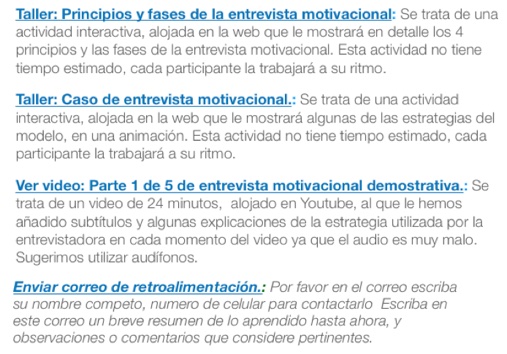 Taller: Principios y fases de la entrevista motivacional: Se trata de una
actividad interactiva, alojada en la web que le mostrará en detalle los 4
principios y las fases de la entrevista motivacional. Esta actividad no tiene
tiempo estimado, cada participante la trabajará a su ritmo.
Taller: Caso de entrevista motivacional.: Se trata de una actividad
interactiva, alojada en la web que le mostrará algunas de las estrategias del
modelo, en una animación. Esta actividad no tiene tiempo estimado, cada
participante la trabajará a su ritmo.
Ver video: Parte 1 de 5 de entrevista motivacional demostrativa.: Se
trata de un video de 24 minutos, alojado en Youtube, al que le hemos
añadido subtítulos y algunas explicaciones de la estrategia utilizada por la
entrevistadora en cada momento del video ya que el audio es muy malo.
Sugerimos utilizar audífonos.
Enviar correo de retroalimentación.: Por favor en el correo escriba
su nombre competo, numero de celular para contactarlo Escriba en
este correo un breve resumen de lo aprendido hasta ahora, y
observaciones o comentarios que considere pertinentes.